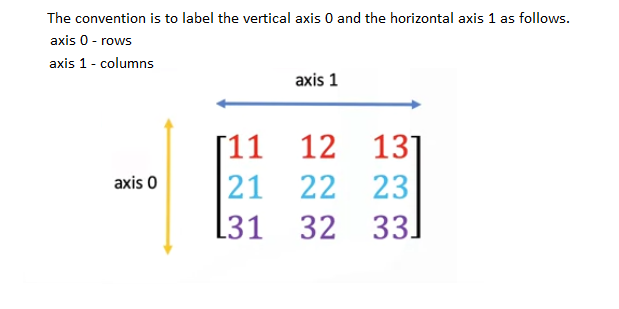 The convention is to label the vertical axis 0 and the horizontal axis 1 as follows.
axis 0 - rows
axis 1 - columns
axis 1
11 12 13
axis 0
21 22 23
31 32 33